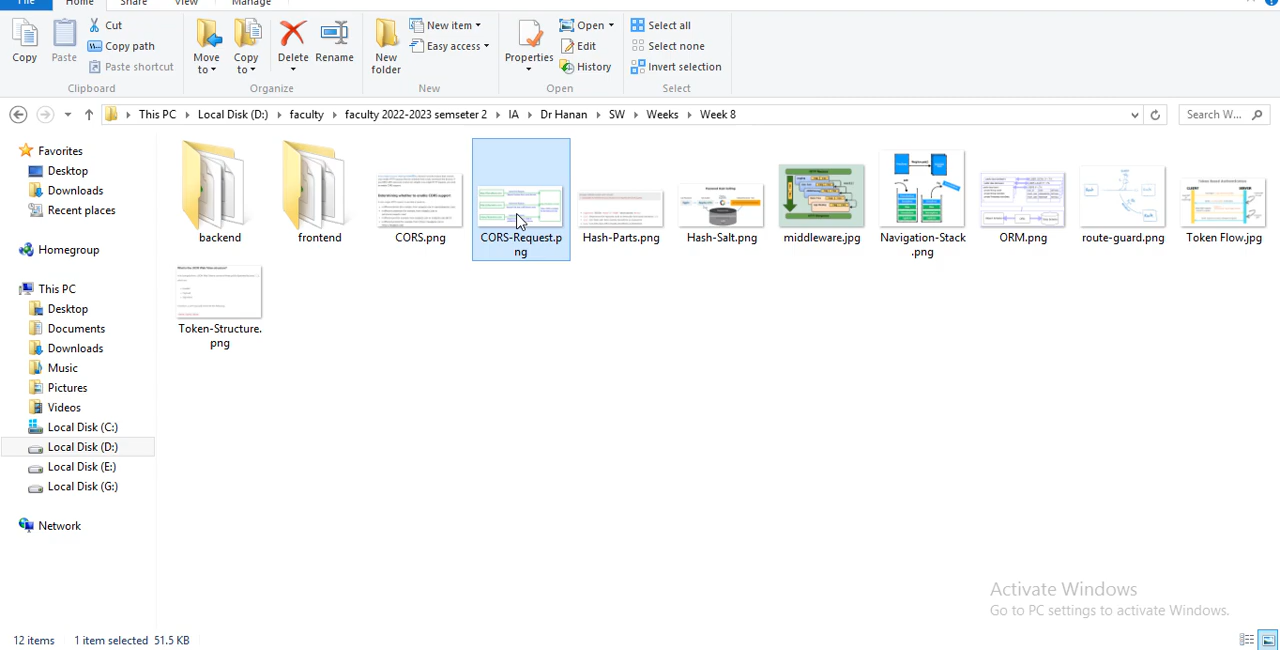 File Home Share View Manage
Copy
Paste
Cut
Copy path
Paste shortcut
Clipboard
Move
to
Copy
to
Delete
Rename
Organize
New
folder
New item
Easy access
New
Properties
Open
Edit
History
Open
Select all
Select none
Invert selection
Select
This PC Local Disk (D:) faculty faculty 2022-2023 semseter 2 IA Dr Hanan SW Weeks Week 8
Search W...
Favorites
Desktop
Downloads
Recent places
Homegroup
This PC
Desktop
Documents
Downloads
Music
Pictures
Videos
Local Disk (C:)
Local Disk (D:)
Local Disk (E:)
Local Disk (G:)
Network
backend
frontend
CORS.png
CORS-Request.p
ng
Hash-Parts.png
Hash-Salt.png
middleware.jpg
Navigation-Stack
.png
ORM.png
route-guard.png
Token Flow.jpg
Token-Structure.
png
Activate Windows
Go to PC settings to activate Windows.
12 items 1 item selected 51.5 KB